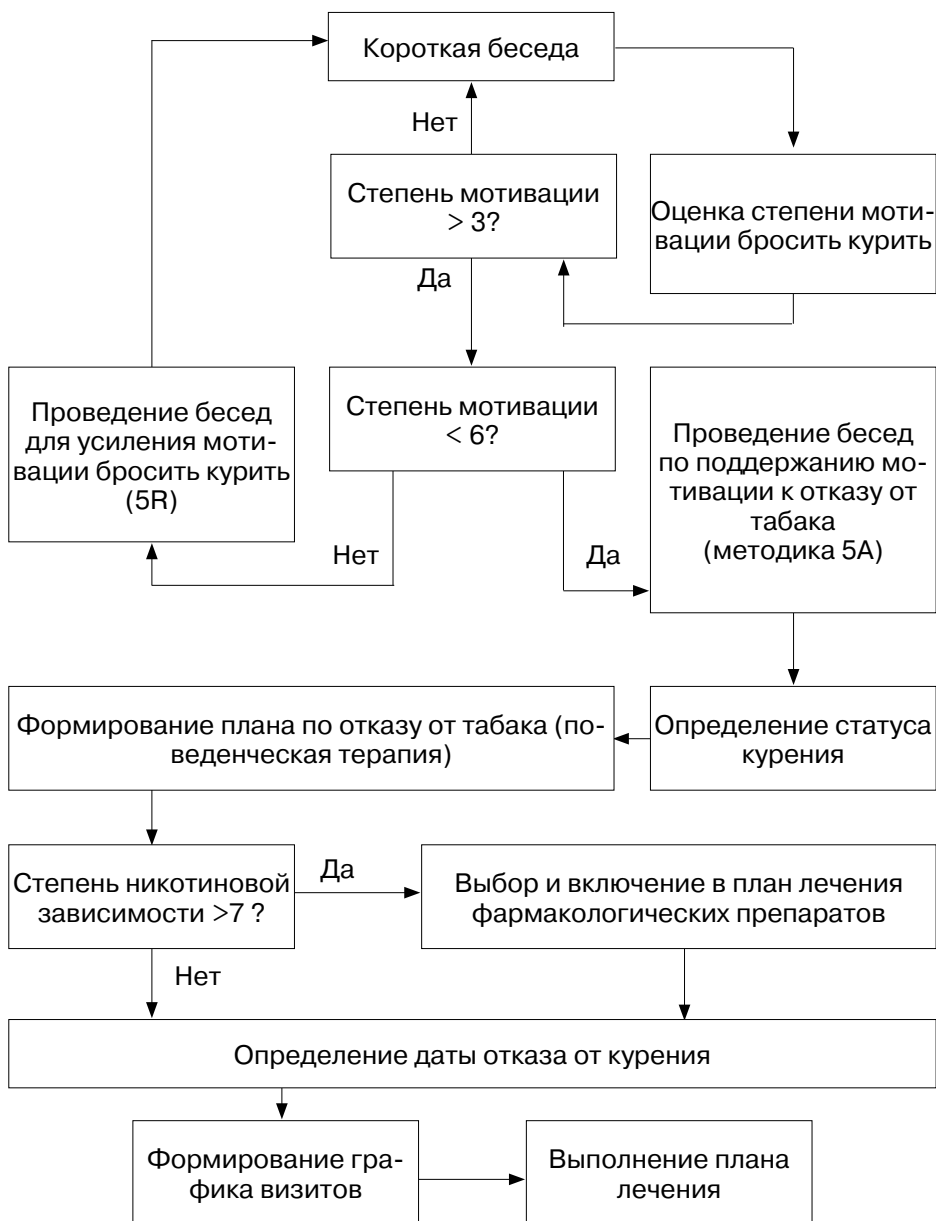 Короткая беседа
Нет
Степень мотивации
> 3?
Оценка степени моти-
вации бросить курить
Да
Проведение бесед
для усиления моти-
вации бросить курить
(5R)
Степень мотивации
< 6?
Проведение бесед
по поддержанию мо-
тивации к отказу от
табака
(методика 5А)
Нет
Да
Формирование плана по отказу от табака (по-
веденческая терапия)
Определение статуса
курения
Степень никотиновой
зависимости >7 ?
Да
Выбор и включение в план лечения
фармакологических препаратов
Нет
Определение даты отказа от курения
Формирование гра-
фика визитов
Выполнение плана
лечения